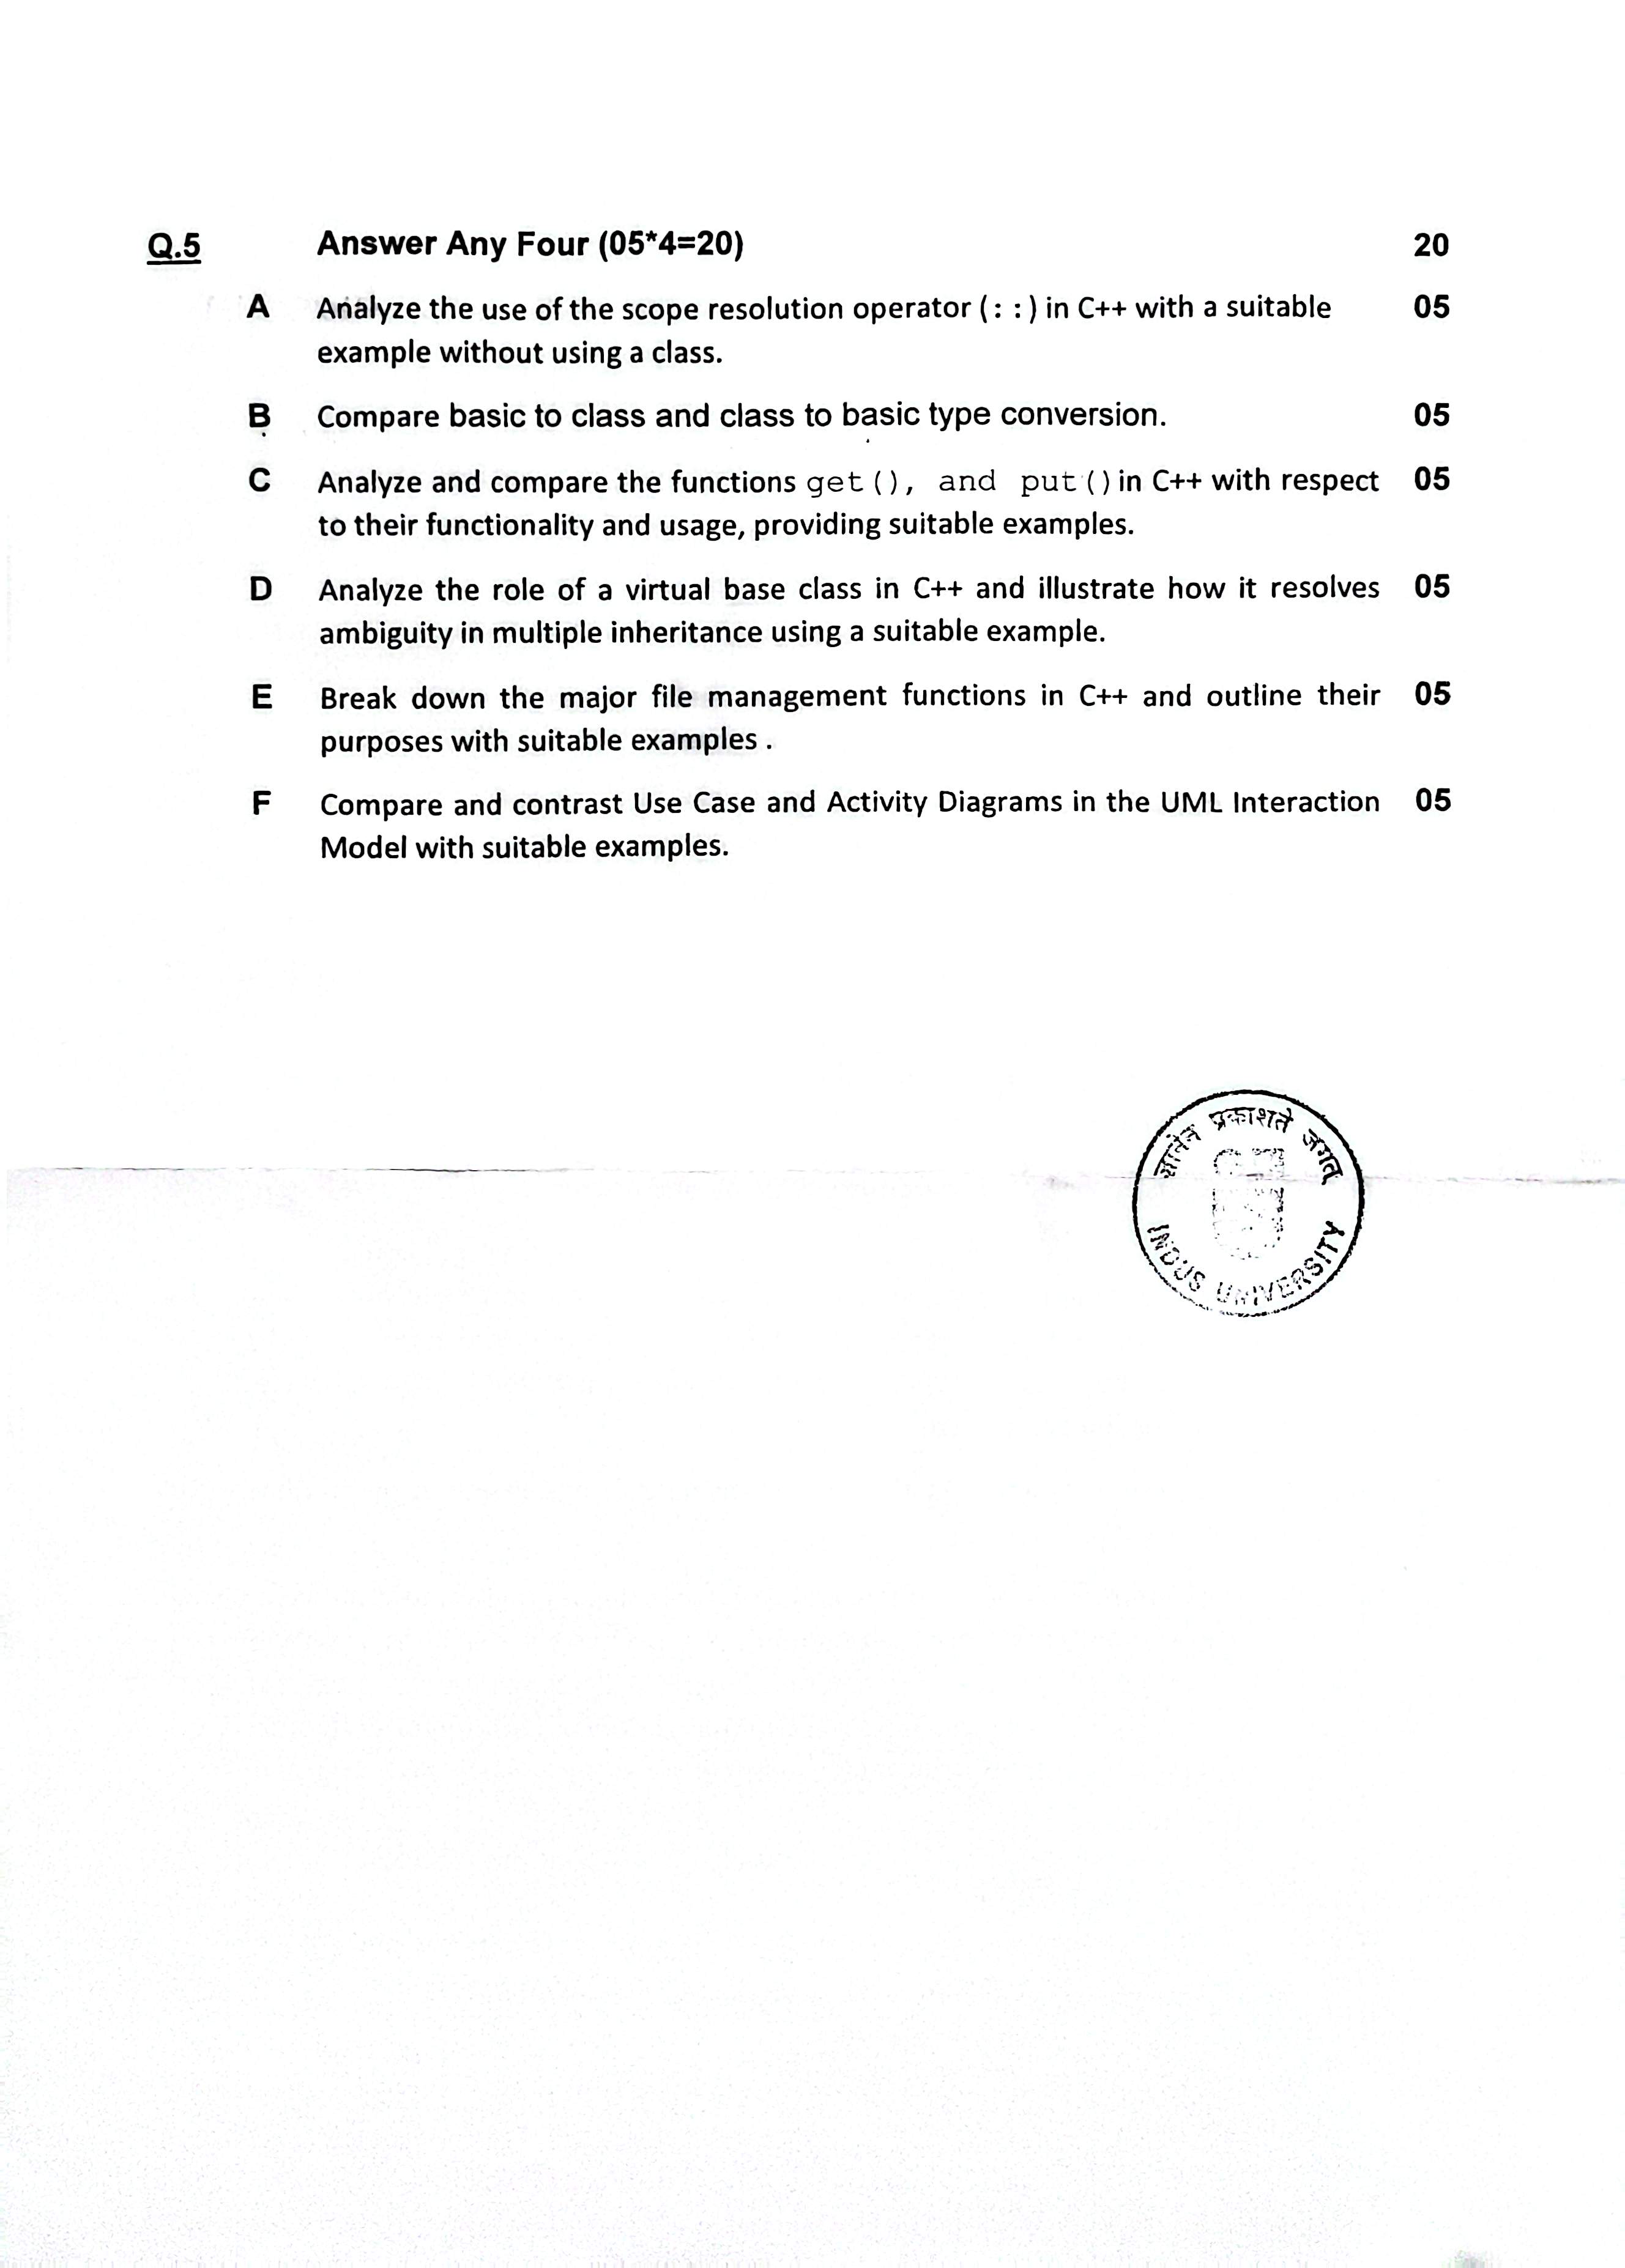 Q.5 Answer Any Four (05*4=20) 20
A Analyze the use of the scope resolution operator (::) in C++ with a suitable 05
example without using a class.
B Compare basic to class and class to basic type conversion. 05
C Analyze and compare the functions get(), and put() in C++ with respect 05
to their functionality and usage, providing suitable examples.
D Analyze the role of a virtual base class in C++ and illustrate how it resolves 05
ambiguity in multiple inheritance using a suitable example.
E Break down the major file management functions in C++ and outline their 05
purposes with suitable examples .
F Compare and contrast Use Case and Activity Diagrams in the UML Interaction 05
Model with suitable examples.
प्रकाशते जगत्
INDUS UNIVERSITY